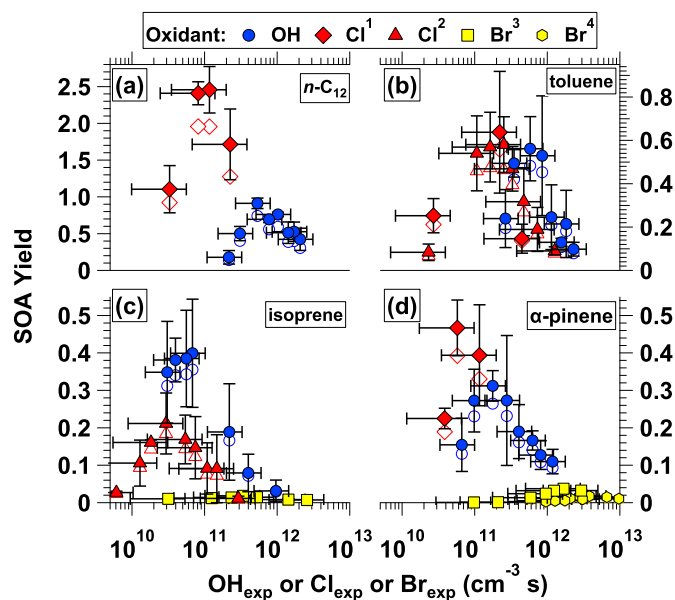 Oxidant: OH Cl1 Cl2 Br3 Br4
(a) n-C12
(b) toluene
2.5
2.0
1.5
1.0
0.5
0
0.8
0.6
0.4
0.2
0
SOA Yield
(c) isoprene
(d) α-pinene
0.5
0.4
0.3
0.2
0.1
0
0.5
0.4
0.3
0.2
0.1
0
10^10 10^11 10^12 10^13
10^10 10^11 10^12 10^13
OHexp or Clexp or Brexp (cm^-3 s)